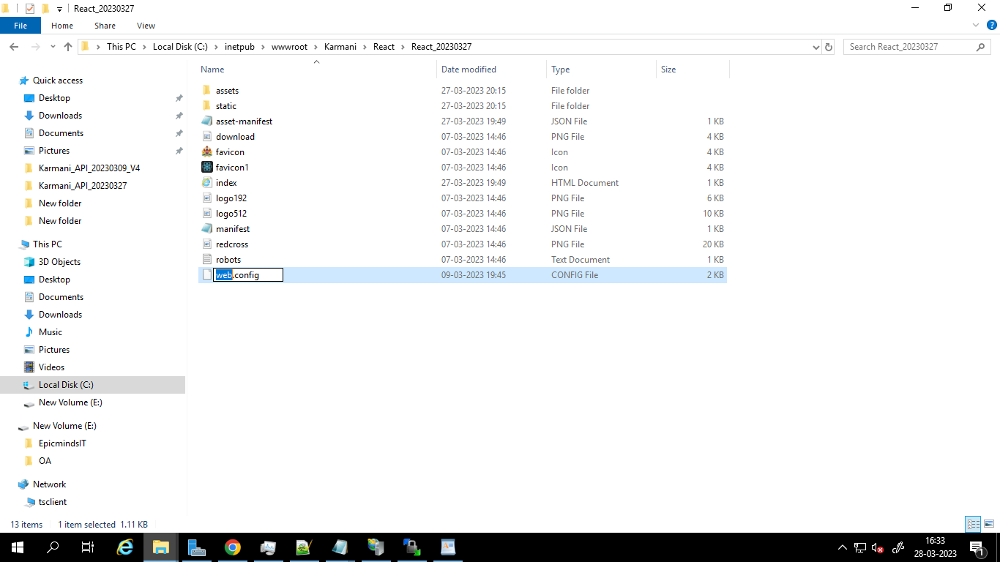 React_20230327
File Home Share View
This PC Local Disk (C:) inetpub wwwroot Karmani React React_20230327
Search React_20230327
Quick access
Desktop
Downloads
Documents
Pictures
Karmani_API_20230309_V4
Karmani_API_20230327
New folder
New folder
This PC
3D Objects
Desktop
Documents
Downloads
Music
Pictures
Videos
Local Disk (C:)
New Volume (E:)
New Volume (E:)
EpicmindsIT
OA
Network
tsclient
Name Date modified Type Size
assets 27-03-2023 20:15 File folder
static 27-03-2023 20:15 File folder
asset-manifest 27-03-2023 19:49 JSON File 1 KB
download 07-03-2023 14:46 PNG File 4 KB
favicon 07-03-2023 14:46 Icon 4 KB
favicon1 07-03-2023 14:46 Icon 4 KB
index 27-03-2023 19:49 HTML Document 1 KB
logo192 07-03-2023 14:46 PNG File 6 KB
logo512 07-03-2023 14:46 PNG File 10 KB
manifest 07-03-2023 14:46 JSON File 1 KB
redcross 07-03-2023 14:46 PNG File 20 KB
robots 07-03-2023 14:46 Text Document 1 KB
web.config 09-03-2023 19:45 CONFIG File 2 KB
13 items 1 item selected 1.11 KB
16:33
28-03-2023
1